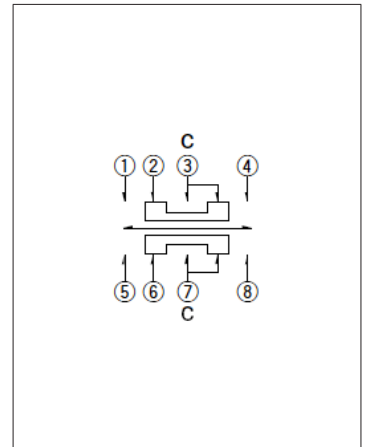 C
① ② ③ ④
⑤ ⑥ ⑦ ⑧
C